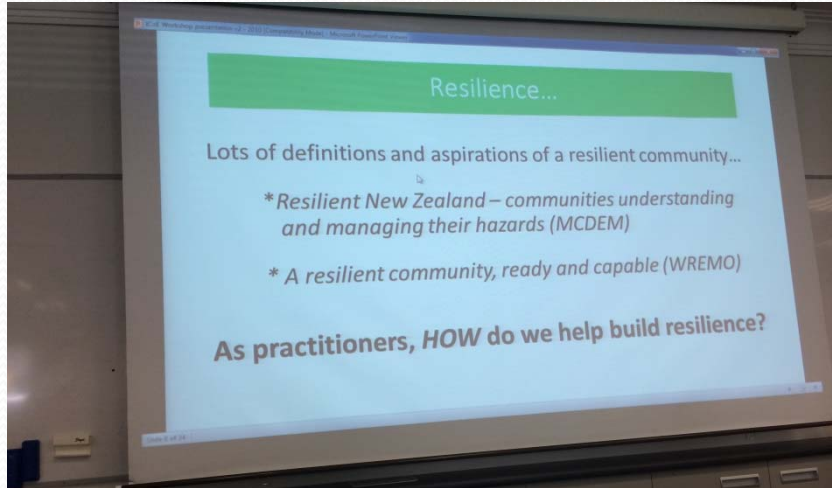 Resilience...
Lots of definitions and aspirations of a resilient community...
*Resilient New Zealand – communities understanding
and managing their hazards (MCDEM)
* A resilient community, ready and capable (WREMO)
As practitioners, HOW do we help build resilience?